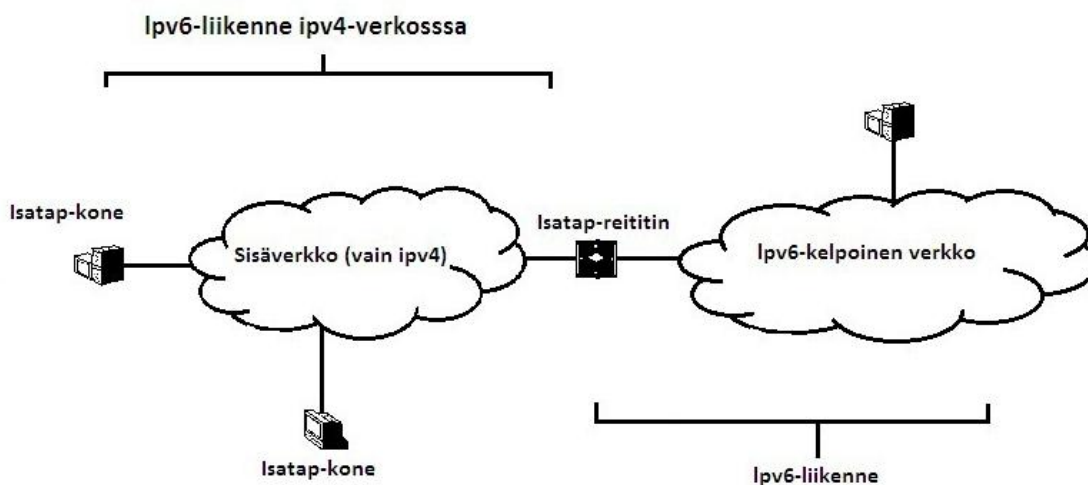 Ipv6-liikenne ipv4-verkosssa
Isatap-kone
Sisäverkko (vain ipv4)
Isatap-reititin
Ipv6-kelpoinen verkko
Isatap-kone
Ipv6-liikenne